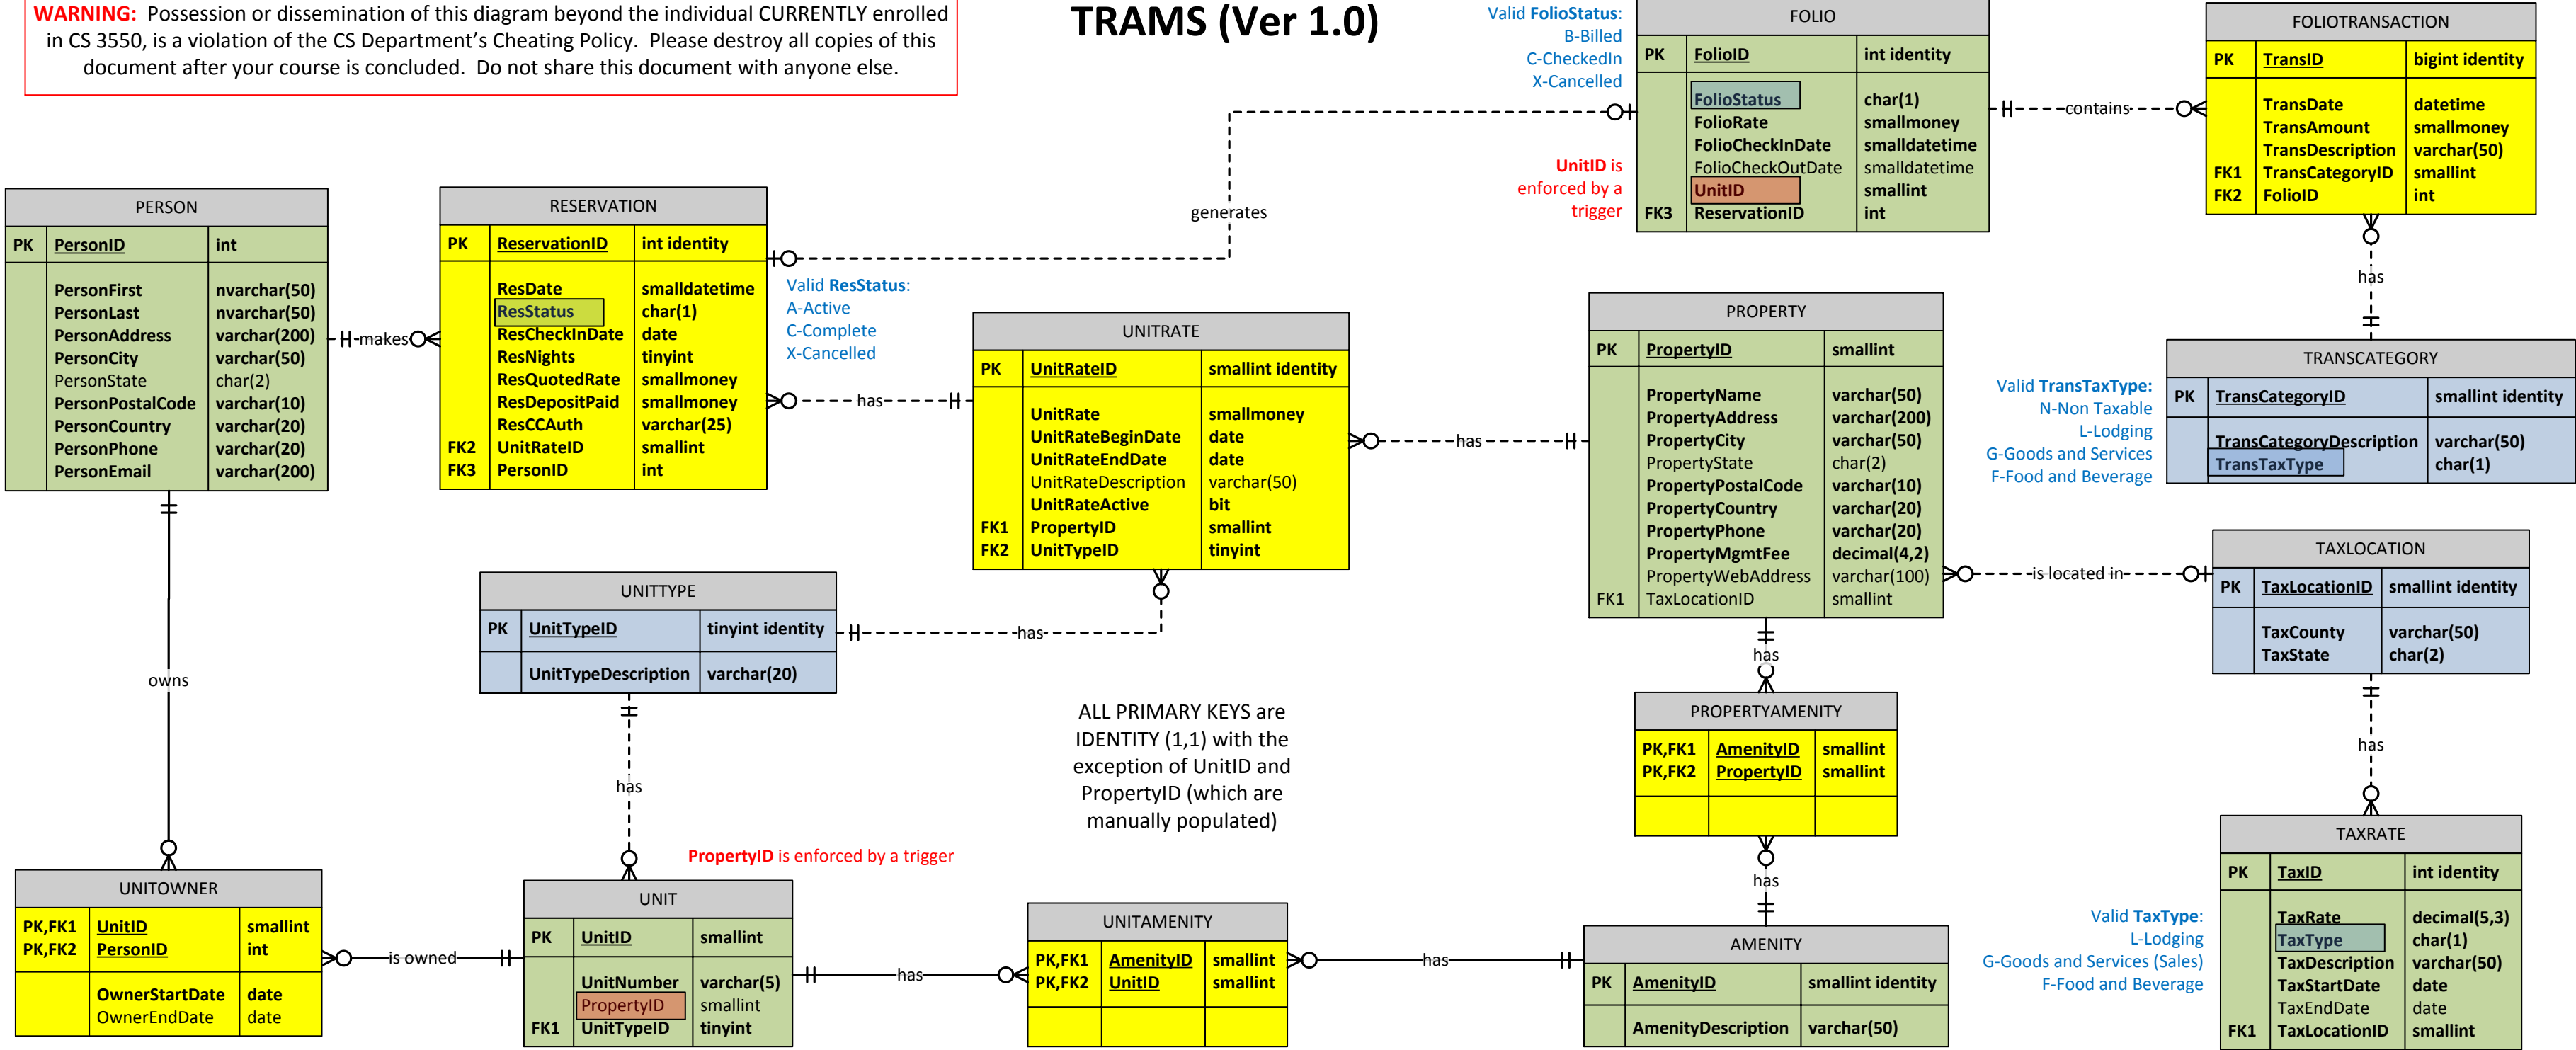 WARNING: Possession or dissemination of this diagram beyond the individual CURRENTLY enrolled
in CS 3550, is a violation of the CS Department's Cheating Policy. Please destroy all copies of this
document after your course is concluded. Do not share this document with anyone else.
TRAMS (Ver 1.0)
Valid FolioStatus:
B-Billed
C-CheckedIn
X-Cancelled
UnitID is
enforced by a
trigger
FOLIO
PK FolioID int identity
FolioStatus char(1)
FolioRate smallmoney
FolioCheckInDate smalldatetime
FolioCheckOutDate smalldatetime
UnitID smallint
FK3 ReservationID int
contains
FOLIOTRANSACTION
PK TransID bigint identity
TransDate datetime
TransAmount smallmoney
TransDescription varchar(50)
FK1 TransCategoryID smallint
FK2 FolioID int
has
PERSON
PK PersonID int
PersonFirst nvarchar(50)
PersonLast nvarchar(50)
PersonAddress varchar(200)
PersonCity varchar(50)
PersonState char(2)
PersonPostalCode varchar(10)
PersonCountry varchar(20)
PersonPhone varchar(20)
PersonEmail varchar(200)
makes
RESERVATION
PK ReservationID int identity
ResDate smalldatetime
ResStatus char(1)
ResCheckInDate date
ResNights tinyint
ResQuotedRate smallmoney
ResDepositPaid smallmoney
ResCCAuth varchar(25)
FK2 UnitRateID smallint
FK3 PersonID int
generates
Valid ResStatus:
A-Active
C-Complete
X-Cancelled
has
UNITRATE
PK UnitRateID smallint identity
UnitRate smallmoney
UnitRateBeginDate date
UnitRateEndDate date
UnitRateDescription varchar(50)
UnitRateActive bit
FK1 PropertyID smallint
FK2 UnitTypeID tinyint
has
PROPERTY
PK PropertyID smallint
PropertyName varchar(50)
PropertyAddress varchar(200)
PropertyCity varchar(50)
PropertyState char(2)
PropertyPostalCode varchar(10)
PropertyCountry varchar(20)
PropertyPhone varchar(20)
PropertyMgmtFee decimal(4,2)
PropertyWebAddress varchar(100)
FK1 TaxLocationID smallint
Valid TransTaxType:
N-Non Taxable
L-Lodging
G-Goods and Services
F-Food and Beverage
TRANSCATEGORY
PK TransCategoryID smallint identity
TransCategoryDescription varchar(50)
TransTaxType char(1)
is located in
TAXLOCATION
PK TaxLocationID smallint identity
TaxCounty varchar(50)
TaxState char(2)
has
UNITTYPE
PK UnitTypeID tinyint identity
UnitTypeDescription varchar(20)
has
owns
has
ALL PRIMARY KEYS are
IDENTITY (1,1) with the
exception of UnitID and
PropertyID (which are
manually populated)
has
PROPERTYAMENITY
PK,FK1 AmenityID smallint
PK,FK2 PropertyID smallint
has
PropertyID is enforced by a trigger
UNITOWNER
PK,FK1 UnitID smallint
PK,FK2 PersonID int
OwnerStartDate date
OwnerEndDate date
is owned
UNIT
PK UnitID smallint
UnitNumber varchar(5)
PropertyID smallint
FK1 UnitTypeID tinyint
has
UNITAMENITY
PK,FK1 AmenityID smallint
PK,FK2 UnitID smallint
has
AMENITY
PK AmenityID smallint identity
AmenityDescription varchar(50)
Valid TaxType:
L-Lodging
G-Goods and Services (Sales)
F-Food and Beverage
TAXRATE
PK TaxID int identity
TaxRate decimal(5,3)
TaxType char(1)
TaxDescription varchar(50)
TaxStartDate date
TaxEndDate date
FK1 TaxLocationID smallint